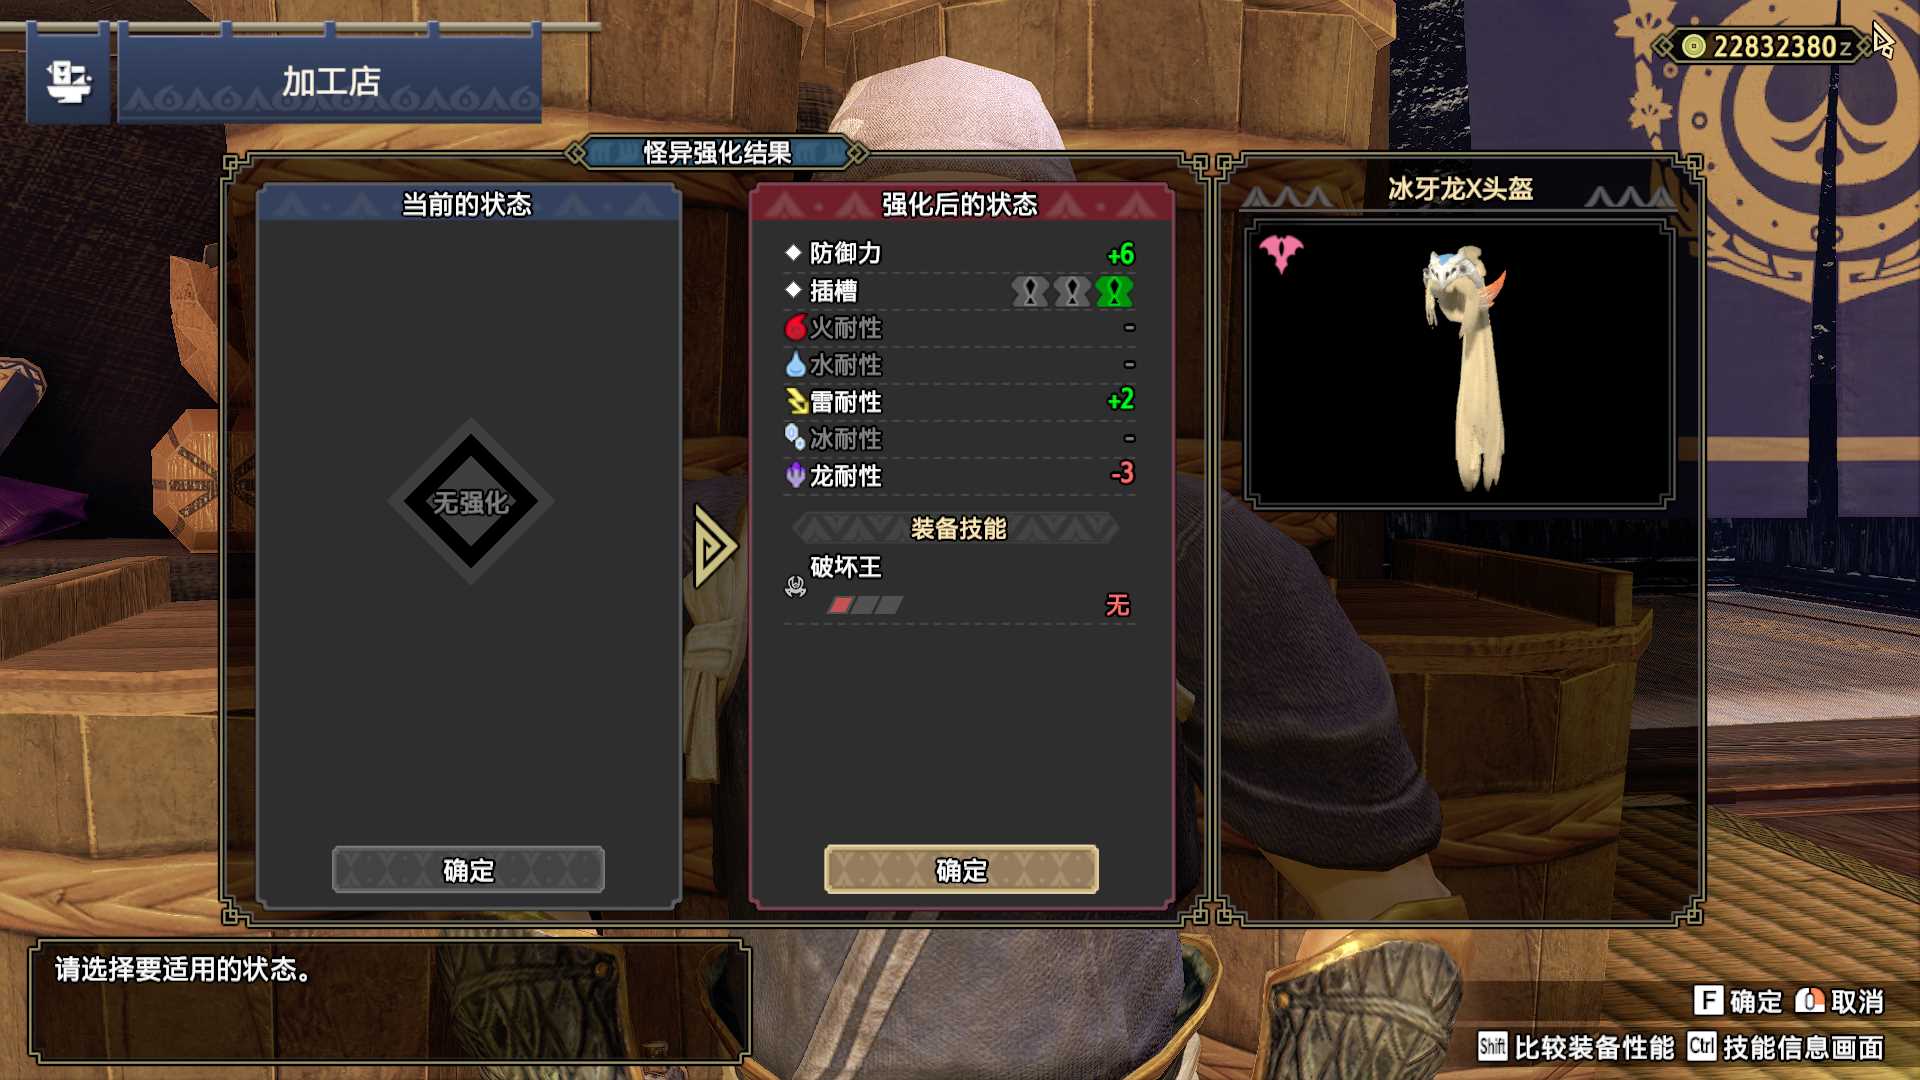 加工店
22832380z
怪异强化结果
当前的状态
无强化
确定
强化后的状态
防御力 +6
插槽
火耐性 -
水耐性 -
雷耐性 +2
冰耐性 -
龙耐性 -3
装备技能
破坏王
无
确定
冰牙龙X头盔
请选择要适用的状态。
F 确定 取消
Shift 比较装备性能 Ctrl 技能信息画面